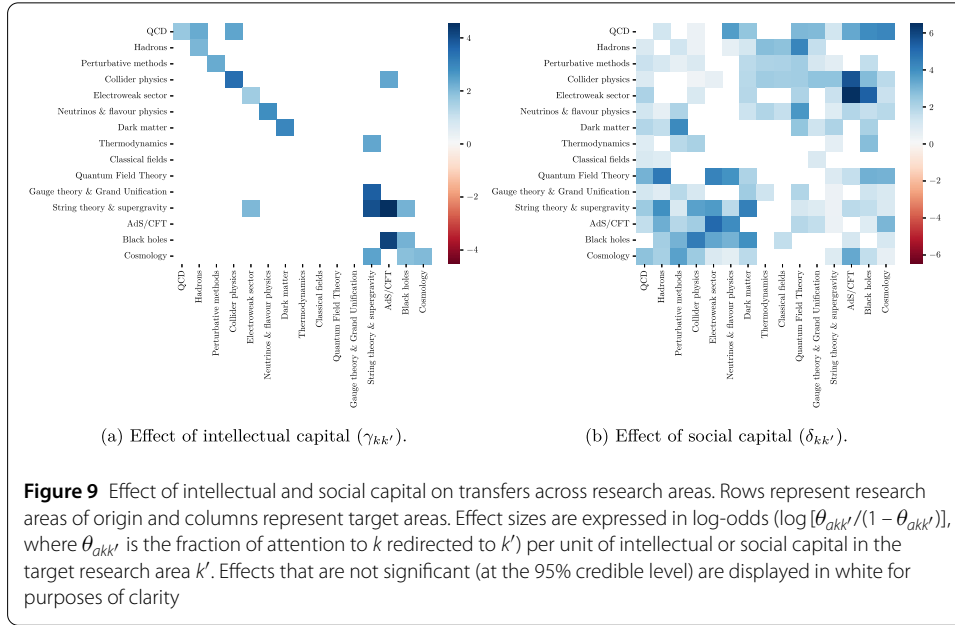 QCD
Hadrons
Perturbative methods
Collider physics
Electroweak sector
Neutrinos & flavour physics
Dark matter
Thermodynamics
Classical fields
Quantum Field Theory
Gauge theory & Grand Unification
String theory & supergravity
AdS/CFT
Black holes
Cosmology
QCD
Hadrons
Perturbative methods
Collider physics
Electroweak sector
Neutrinos & flavour physics
Dark matter
Thermodynamics
Classical fields
Quantum Field Theory
Gauge theory & Grand Unification
String theory & supergravity
AdS/CFT
Black holes
Cosmology
4
2
0
−2
−4
(a) Effect of intellectual capital (γkk′).
QCD
Hadrons
Perturbative methods
Collider physics
Electroweak sector
Neutrinos & flavour physics
Dark matter
Thermodynamics
Classical fields
Quantum Field Theory
Gauge theory & Grand Unification
String theory & supergravity
AdS/CFT
Black holes
Cosmology
QCD
Hadrons
Perturbative methods
Collider physics
Electroweak sector
Neutrinos & flavour physics
Dark matter
Thermodynamics
Classical fields
Quantum Field Theory
Gauge theory & Grand Unification
String theory & supergravity
AdS/CFT
Black holes
Cosmology
6
4
2
0
−2
−4
−6
(b) Effect of social capital (δkk′).
Figure 9 Effect of intellectual and social capital on transfers across research areas. Rows represent research
areas of origin and columns represent target areas. Effect sizes are expressed in log-odds (log [θakk′/(1 – θakk′)],
where θakk′ is the fraction of attention to k redirected to k′) per unit of intellectual or social capital in the
target research area k′. Effects that are not significant (at the 95% credible level) are displayed in white for
purposes of clarity